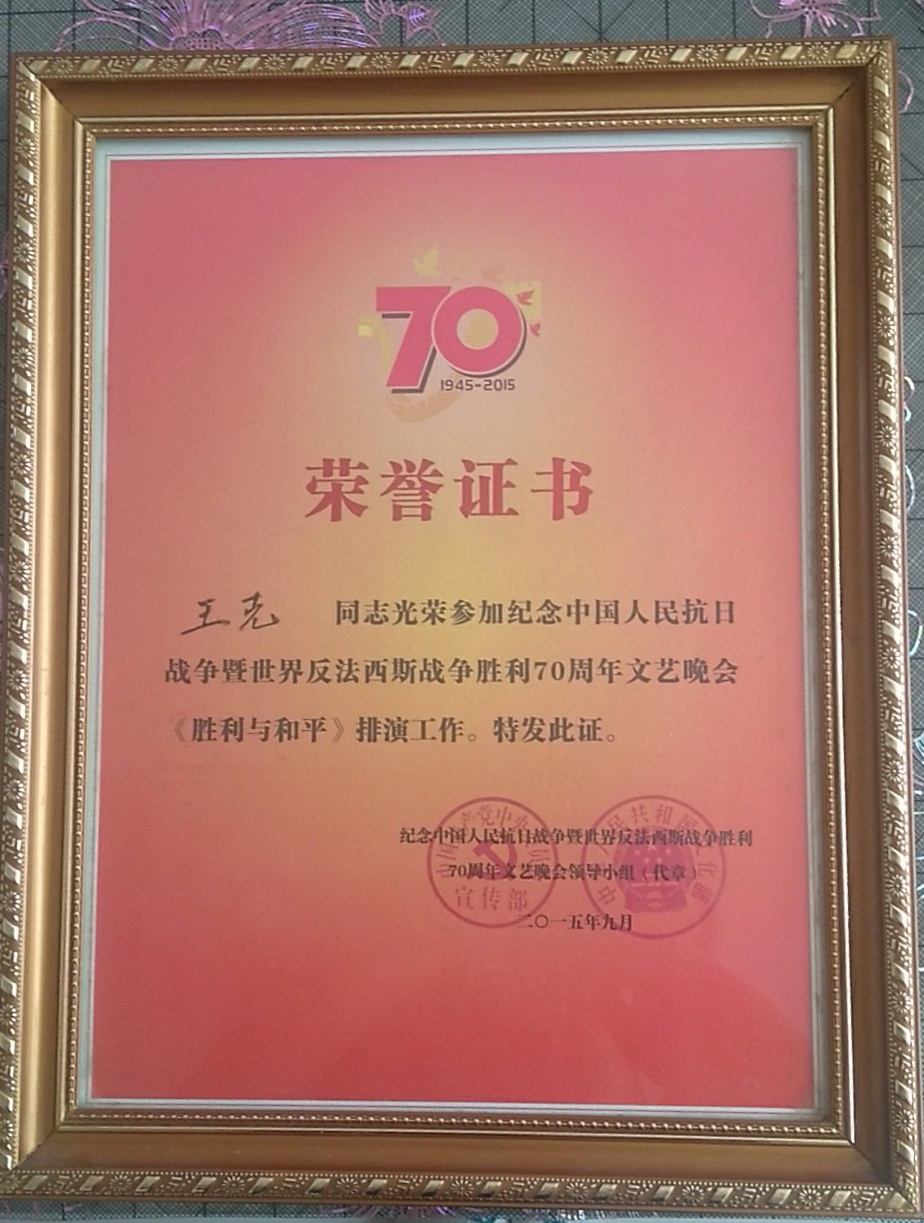 70
1945-2015
荣誉证书
王克 同志光荣参加纪念中国人民抗日
战争暨世界反法西斯战争胜利70周年文艺晚会
《胜利与和平》排演工作。特发此证。
纪念中国人民抗日战争暨世界反法西斯战争胜利
70周年文艺晚会领导小组（代章）
二〇一五年九月
宣传部